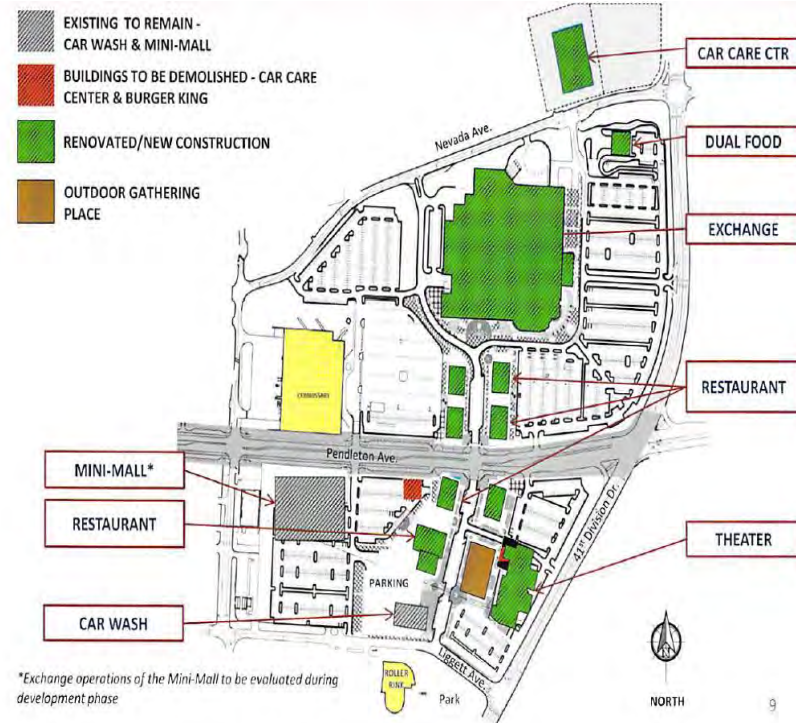 EXISTING TO REMAIN -
CAR WASH & MINI-MALL
BUILDINGS TO BE DEMOLISHED - CAR CARE
CENTER & BURGER KING
RENOVATED/NEW CONSTRUCTION
OUTDOOR GATHERING
PLACE
CAR CARE CTR
Nevada Ave.
DUAL FOOD
EXCHANGE
COMMISSARY
RESTAURANT
Pendleton Ave.
MINI-MALL*
RESTAURANT
41ST Division Dr.
THEATER
PARKING
CAR WASH
Liggett Ave.
*Exchange operations of the Mini-Mall to be evaluated during
development phase
ROLLER
RINK
Park
N
NORTH
9